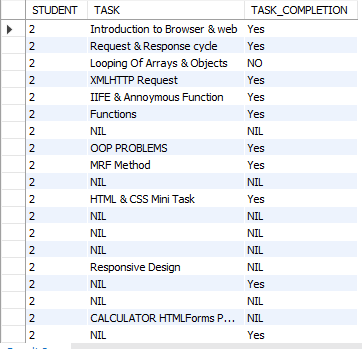 STUDENT TASK TASK_COMPLETION
2 Introduction to Browser & web Yes
2 Request & Response cycle Yes
2 Looping Of Arrays & Objects NO
2 XMLHTTP Request Yes
2 IIFE & Annoymous Function Yes
2 Functions Yes
2 NIL NIL
2 OOP PROBLEMS Yes
2 MRF Method Yes
2 NIL NIL
2 HTML & CSS Mini Task Yes
2 NIL NIL
2 NIL NIL
2 NIL NIL
2 Responsive Design NIL
2 NIL Yes
2 NIL NIL
2 CALCULATOR HTMLForms P... NIL
2 NIL Yes